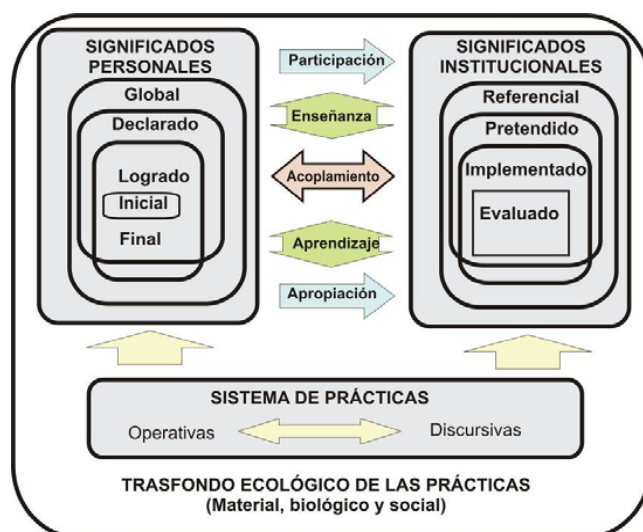 SIGNIFICADOS
PERSONALES
Global
Declarado
Logrado
Inicial
Final
Participación
Enseñanza
Acoplamiento
Aprendizaje
Apropiación
SIGNIFICADOS
INSTITUCIONALES
Referencial
Pretendido
Implementado
Evaluado
SISTEMA DE PRÁCTICAS
Operativas
Discursivas
TRASFONDO ECOLÓGICO DE LAS PRÁCTICAS
(Material, biológico y social)